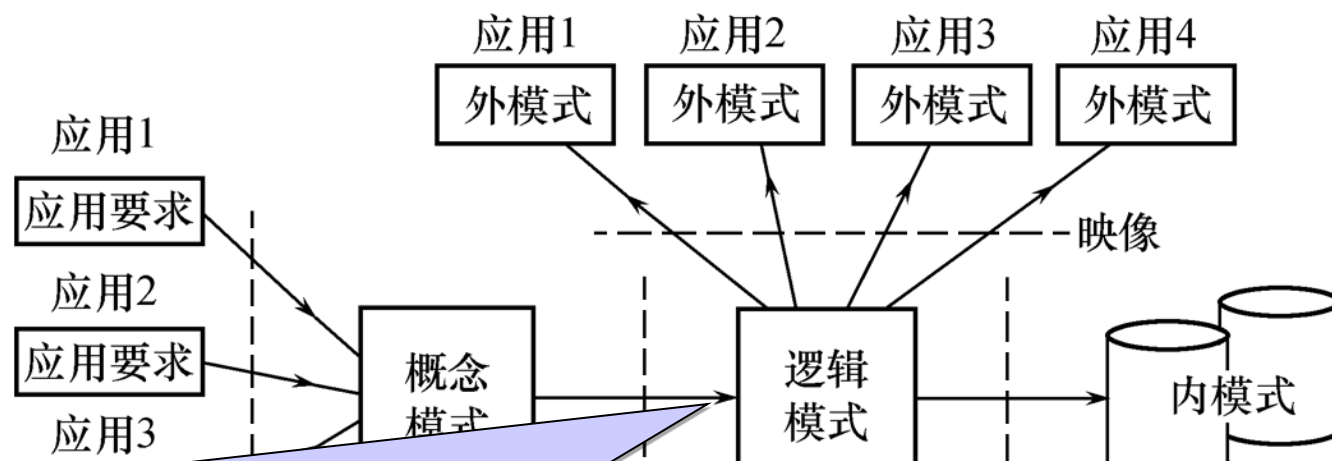 应用1 应用2 应用3 应用4
外模式 外模式 外模式 外模式
应用1
应用要求
映像
应用2
应用要求
概念
模式
逻辑
模式
内模式
应用3